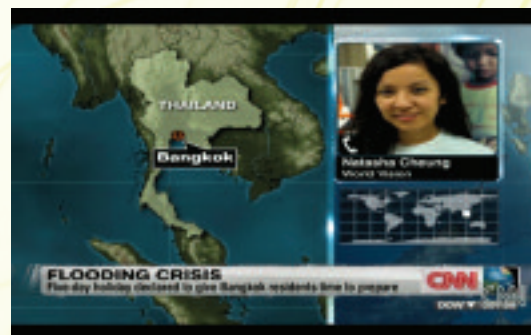 THAILAND
Bangkok
Natasha Cheung
World Vision
FLOODING CRISIS
Five-day holiday declared to give Bangkok residents time to prepare
CNN
DOW ▼